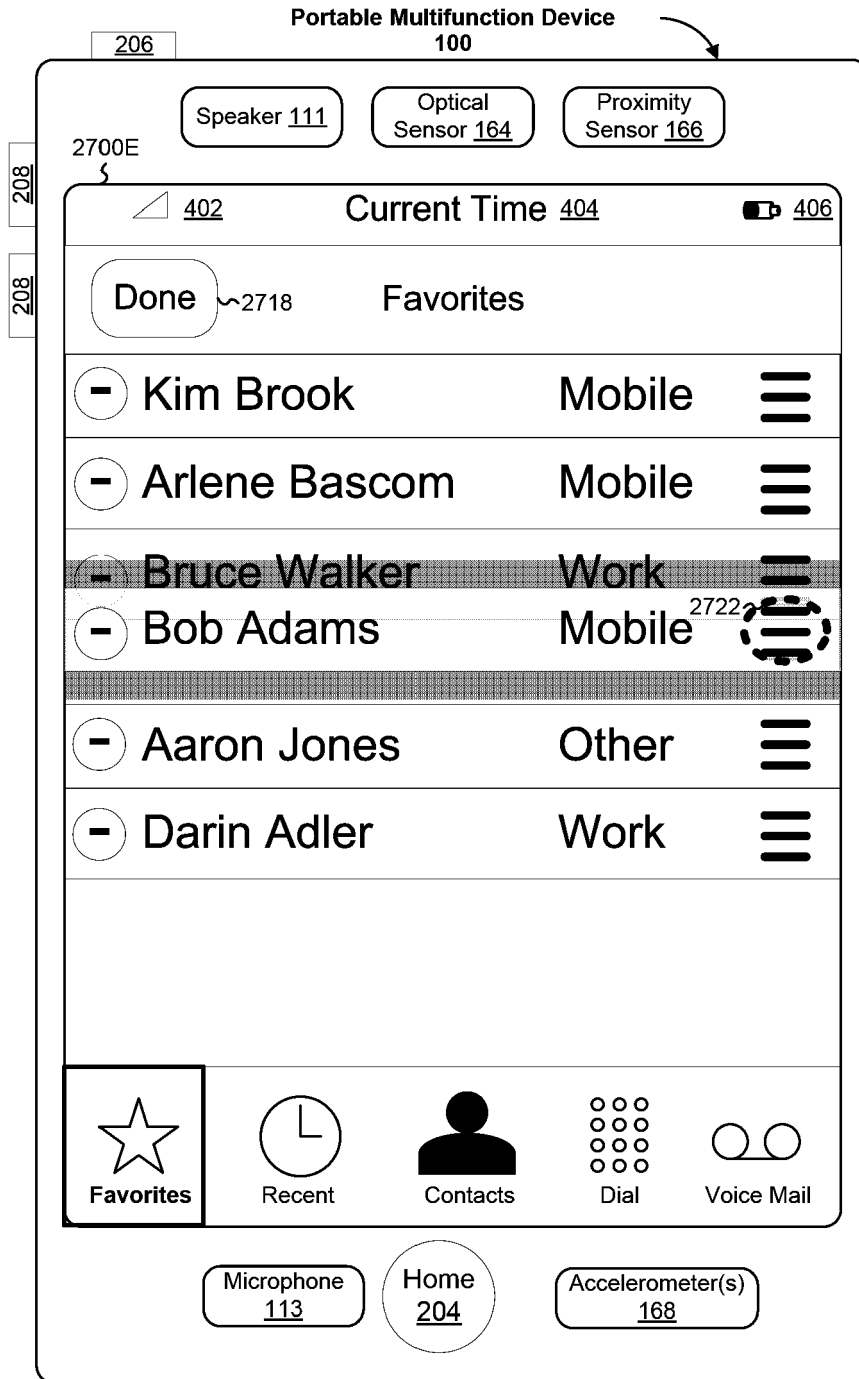 Portable Multifunction Device
100
206
Speaker 111
Optical
Sensor 164
Proximity
Sensor 166
2700E
208
208
402
Current Time 404
406
Done
2718
Favorites
- Kim Brook Mobile
- Arlene Bascom Mobile
- Bruce Walker Work
2722
- Bob Adams Mobile
- Aaron Jones Other
- Darin Adler Work
Favorites
Recent
Contacts
Dial
Voice Mail
Microphone
113
Home
204
Accelerometer(s)
168